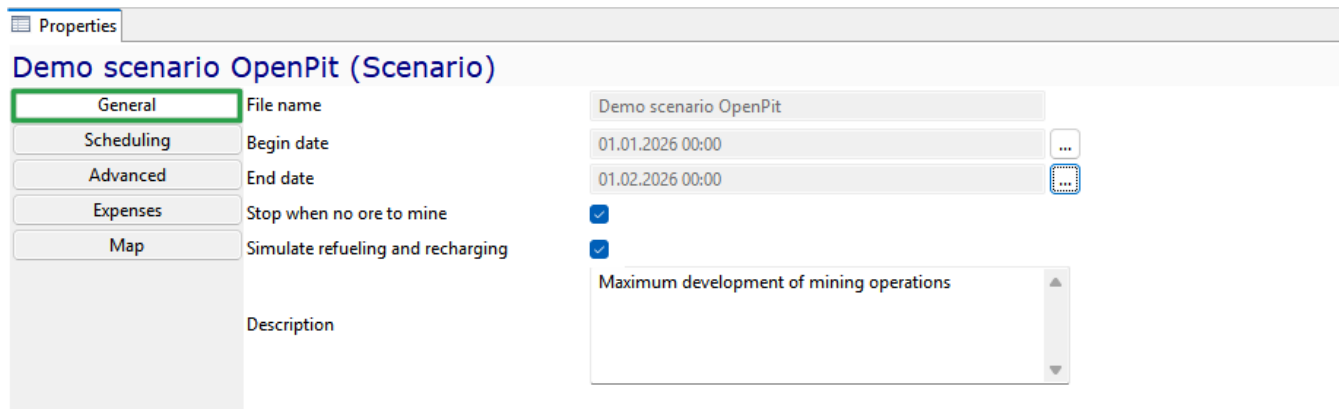 Properties
Demo scenario OpenPit (Scenario)
General
File name
Demo scenario OpenPit
Scheduling
Begin date
01.01.2026 00:00
...
Advanced
End date
01.02.2026 00:00
...
Expenses
Stop when no ore to mine
Map
Simulate refueling and recharging
Description
Maximum development of mining operations